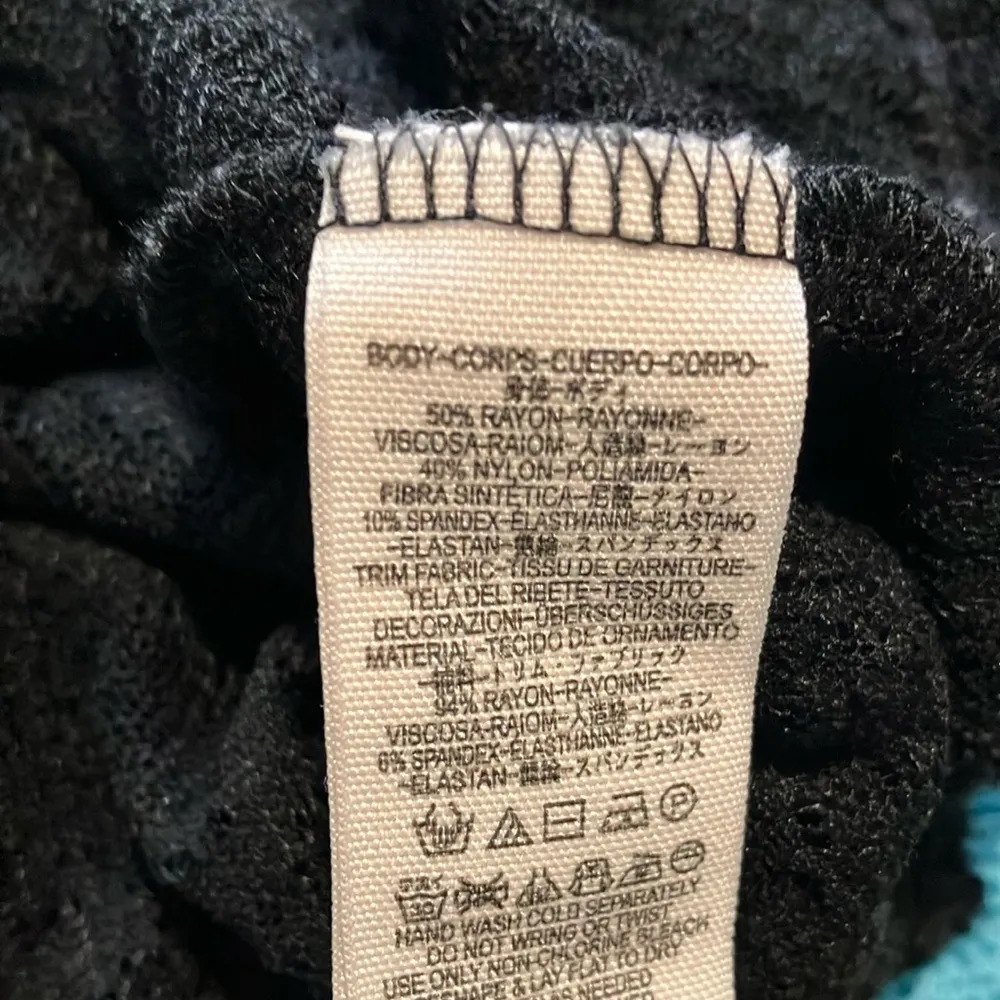 BODY-CORPS-CUERPO-CORPO-
身体-ボディ
50% RAYON-RAYONNE-
VISCOSA-RAIOM-人造絲-レーヨン
40% NYLON-POLIAMIDA-
FIBRA SINTETICA-尼龍-ナイロン
10% SPANDEX-ELASTHANNE-ELASTANO
-ELASTAN-スパンデックス
TRIM FABRIC-TISSU DE GARNITURE-
TELA DEL RIBETE-TESSUTO
DECORAZIONI-ÜBERSCHÜSSIGES
MATERIAL-TECIDO DE ORNAMENTO
トリム-ファブリック
94% RAYON-RAYONNE-
VISCOSA-RAIOM-人造絲-レーヨン
6% SPANDEX-ELASTHANNE-ELASTANO
-ELASTAN-スパンデックス
P
30
HAND WASH COLD SEPARATELY
DO NOT WRING OR TWIST
USE ONLY NON-CHLORINE BLEACH
RESHAPE & LAY FLAT TO DRY
AS NEEDED